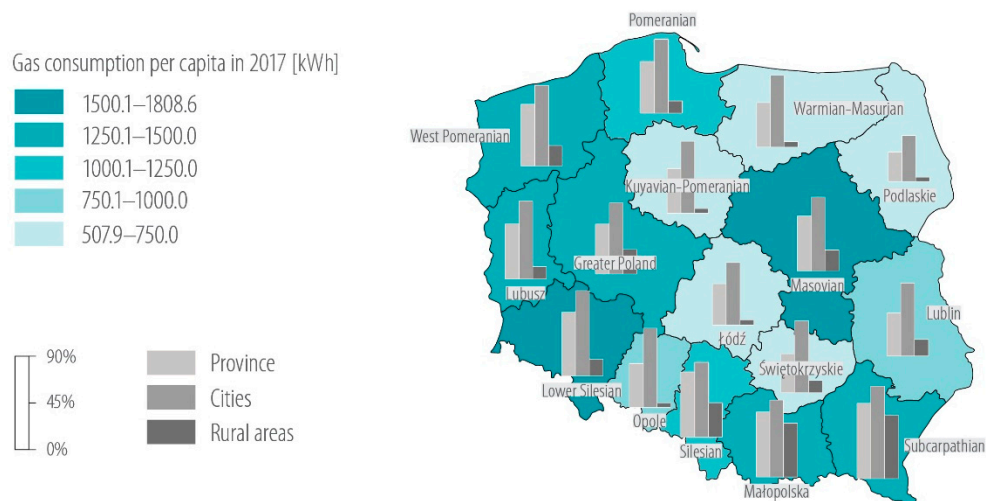 Gas consumption per capita in 2017 [kWh]
1500.1–1808.6
1250.1–1500.0
1000.1–1250.0
750.1–1000.0
507.9–750.0
90%
45%
0%
Province
Cities
Rural areas
Pomeranian
West Pomeranian
Warmian-Masurian
Kuyavian-Pomeranian
Podlaskie
Greater Poland
Lubusz
Masovian
Lublin
Łódź
Świętokrzyskie
Lower Silesian
Opole
Silesian
Subcarpathian
Małopolska